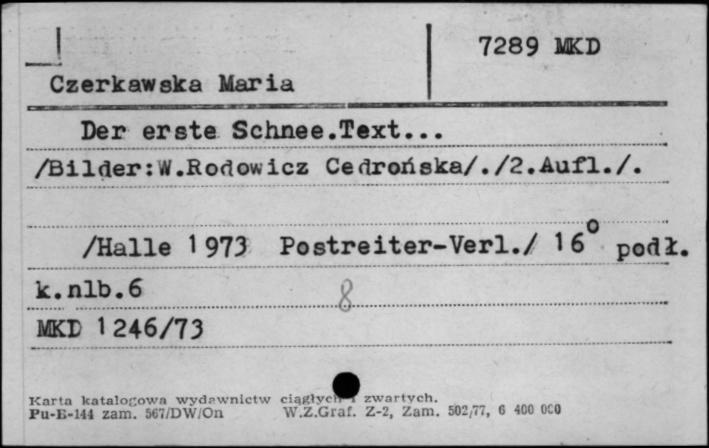 7289 MKD
Czerkawska Maria
Der erste Schnee.Text...
/Bilder:W.Rodowicz Cedrońska/./2.Aufl./.
/Halle 1973 Postreiter-Verl./ 16° podł.
k.nlb.6
8
MKD 1246/73
Karta katalogowa wydawnictw ciągłych i zwartych.
Pu-B-144 zam. 567/DW/On W.Z.Graf. Z-2, Zam. 502/77, 6 400 000